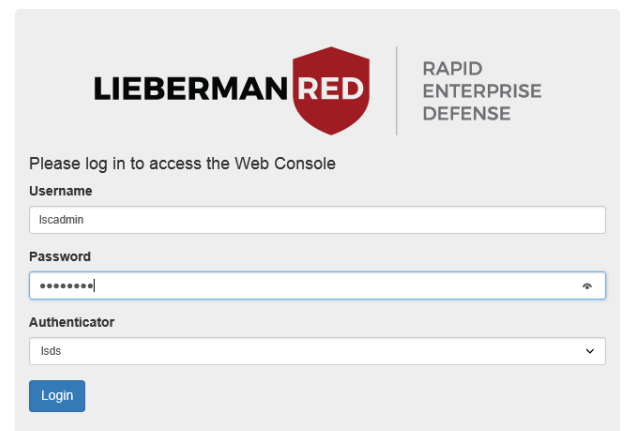 LIEBERMAN RED
RAPID
ENTERPRISE
DEFENSE
Please log in to access the Web Console
Username
lscadmin
Password
••••••••
Authenticator
lsds
Login